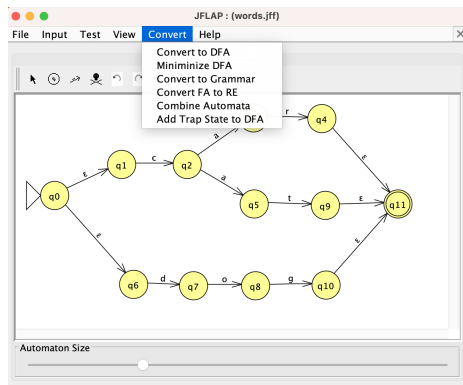 JFLAP : (words.jff)
File Input Test View Convert Help
Convert to DFA
Miniminize DFA
Convert to Grammar
Convert FA to RE
Combine Automata
Add Trap State to DFA
r
q4
a
ε
q1
c
q2
ε
a
q0
q5
t
q9
ε
q11
ε
ε
q6
d
q7
o
q8
g
q10
Automaton Size